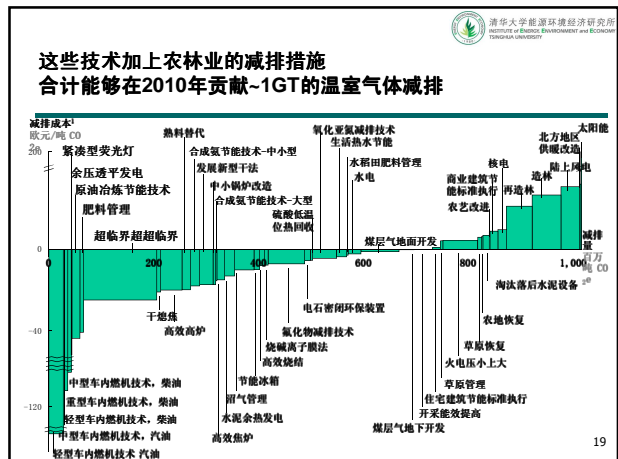 清华大学能源环境经济研究所
INSTITUTE OF ENERGY, ENVIRONMENT AND ECONOMY
TSINGHUA UNIVERSITY
这些技术加上农林业的减排措施
合计能够在2010年贡献~1GT的温室气体减排
减排成本¹
欧元/吨 CO
2e
200
0
-40
-120
紧凑型荧光灯
余压透平发电
原油冶炼节能技术
肥料管理
超临界超超临界
熟料替代
合成氨节能技术-中小型
发展新型干法
中小锅炉改造
合成氨节能技术-大型
硫酸低温
位热回收
氧化亚氮减排技术
生活热水节能
水稻田肥料管理
水电
煤层气地面开发
商业建筑节
能标准执行
农艺改进
核电
再造林
造林
北方地区
供暖改造
陆上风电
太阳能
减排
量
百万
吨 CO
2e
0
200
400
600
800
1,000
干熄焦
高效高炉
电石密闭环保装置
氟化物减排技术
烧碱离子膜法
高效烧结
节能冰箱
沼气管理
水泥余热发电
高效焦炉
中型车内燃机技术，柴油
重型车内燃机技术，柴油
轻型车内燃机技术，柴油
中型车内燃机技术，汽油
轻型车内燃机技术 汽油
淘汰落后水泥设备
农地恢复
草原恢复
火电压小上大
草原管理
住宅建筑节能标准执行
开采能效提高
煤层气地下开发
19